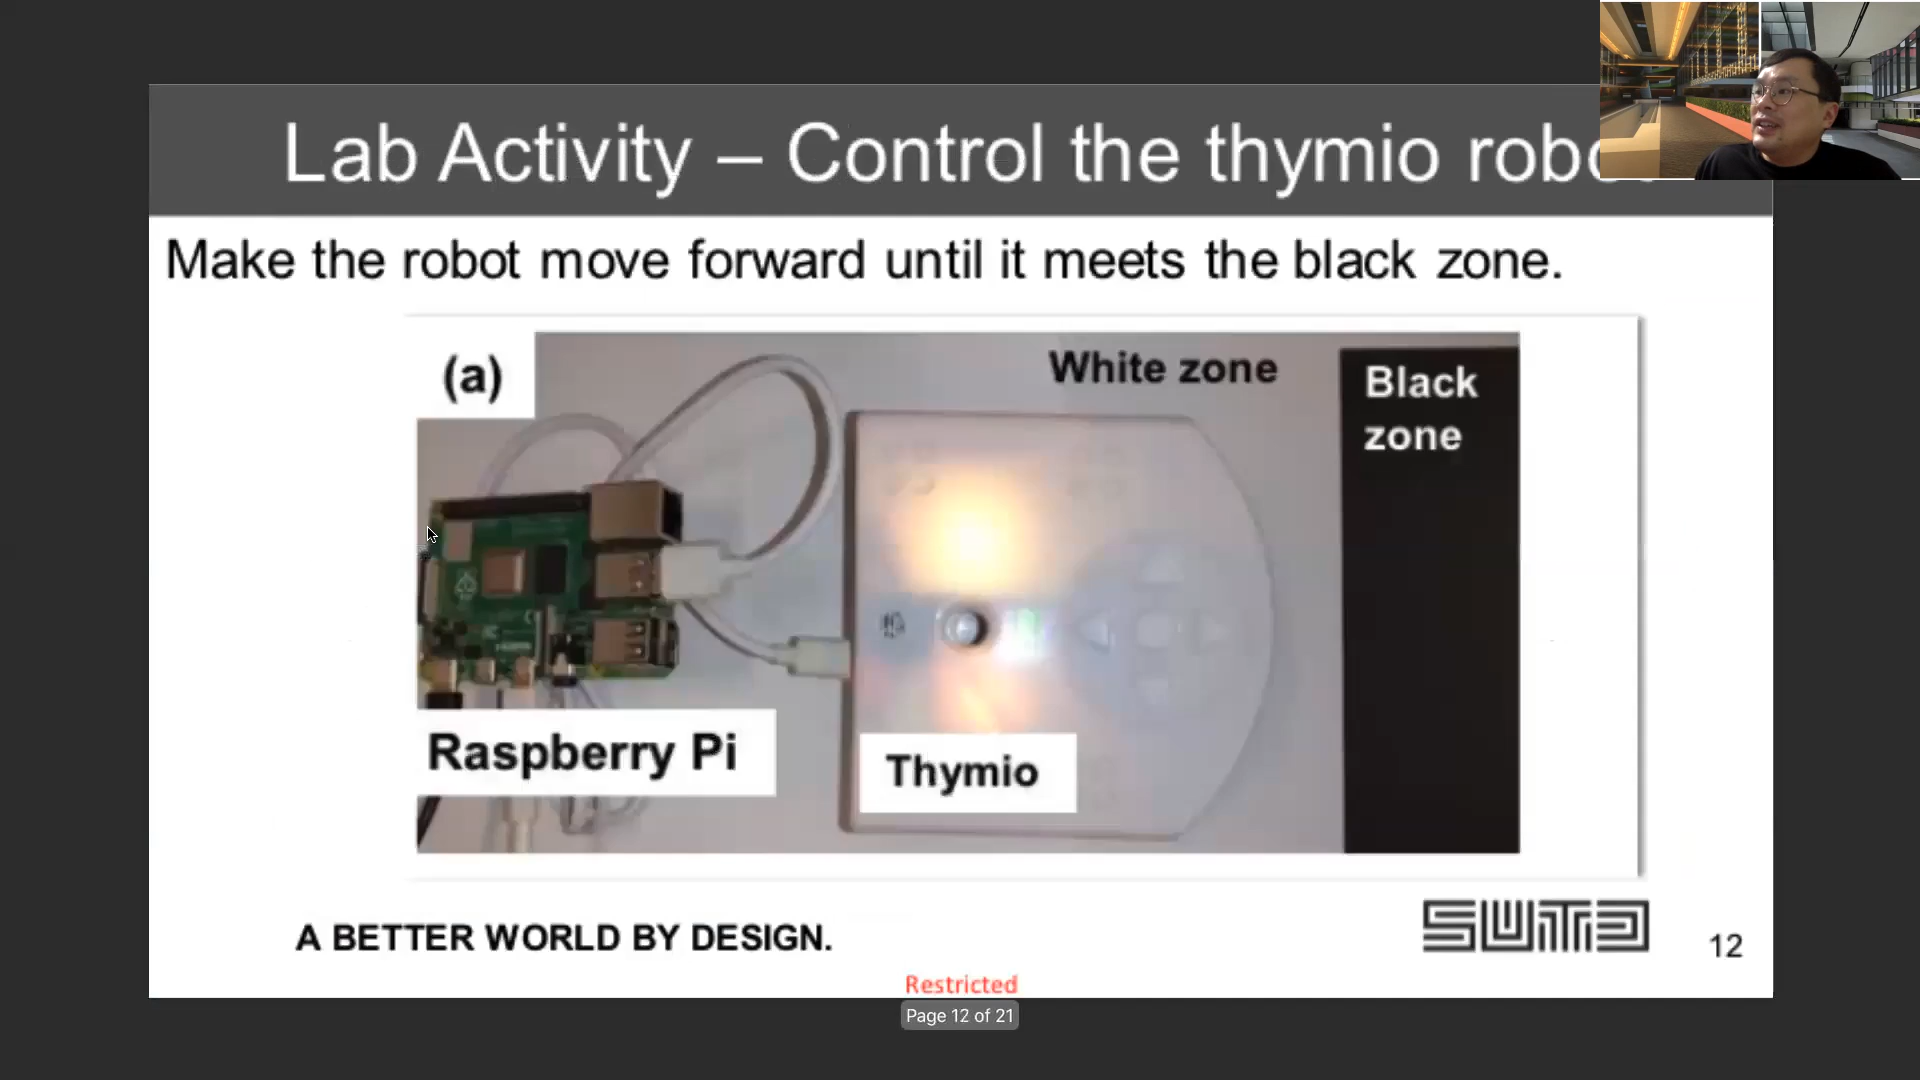 Lab Activity – Control the thymio robo
Make the robot move forward until it meets the black zone.
(a)
White zone
Black
zone
Raspberry Pi
Thymio
A BETTER WORLD BY DESIGN.
SUTD
12
Restricted
Page 12 of 21